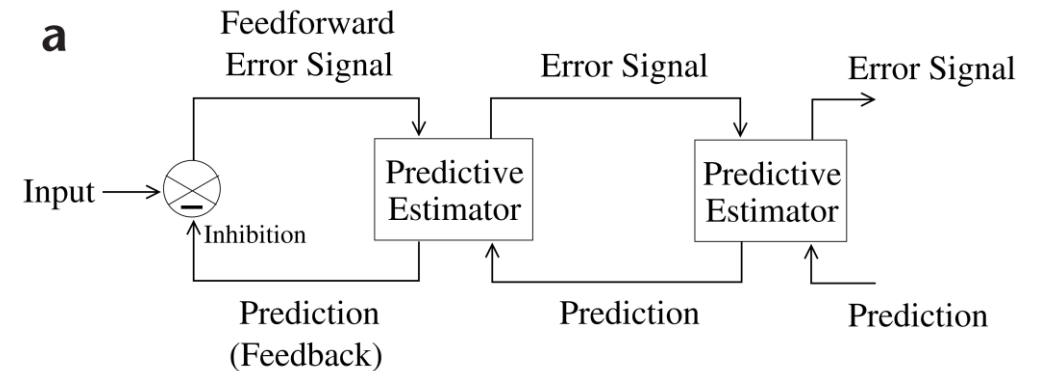 a
Feedforward
Error Signal
Error Signal
Error Signal
Input
Predictive
Estimator
Predictive
Estimator
Inhibition
Prediction
(Feedback)
Prediction
Prediction